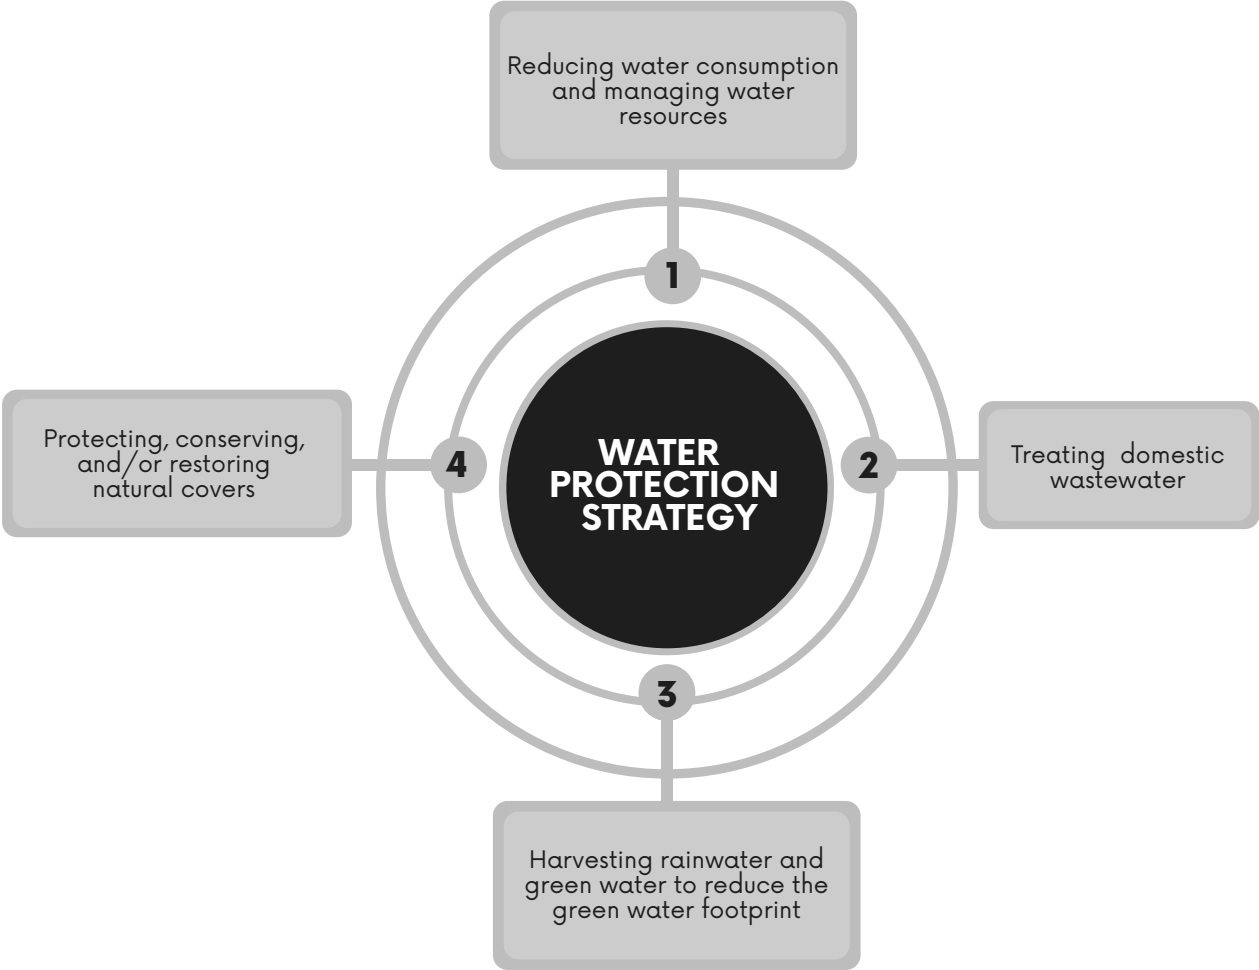 Reducing water consumption
and managing water
resources
1
WATER
PROTECTION
STRATEGY
2
Treating domestic
wastewater
3
Harvesting rainwater and
green water to reduce the
green water footprint
4
Protecting, conserving,
and/or restoring
natural covers